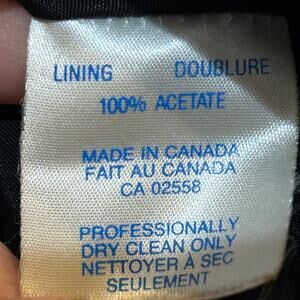 LINING DOUBLURE
100% ACETATE
MADE IN CANADA
FAIT AU CANADA
CA 02558
PROFESSIONALLY
DRY CLEAN ONLY
NETTOYER À SEC
SEULEMENT